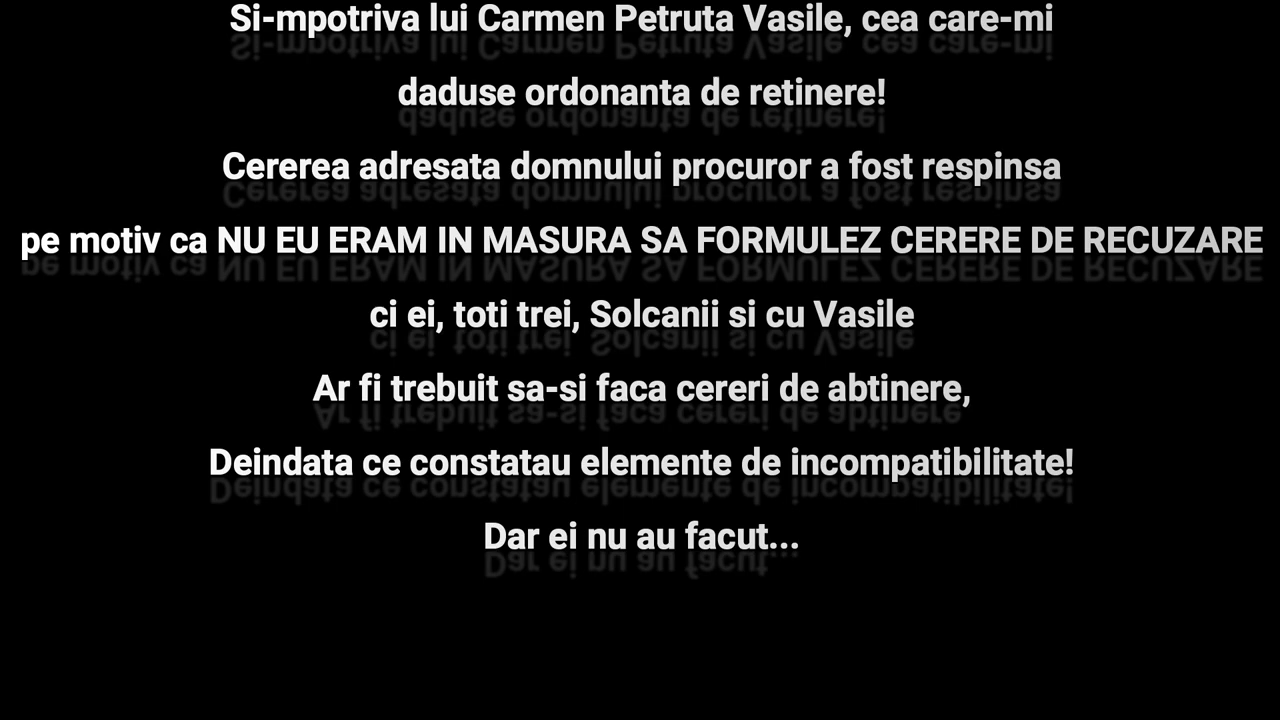 Si-mpotriva lui Carmen Petruta Vasile, cea care-mi
daduse ordonanta de retinere!
Cererea adresata domnului procuror a fost respinsa
pe motiv ca NU EU ERAM IN MASURA SA FORMULEZ CERERE DE RECUZARE
ci ei, toti trei, Solcanii si cu Vasile
Ar fi trebuit sa-si faca cereri de abtinere,
Deindata ce constatau elemente de incompatibilitate!
Dar ei nu au facut...